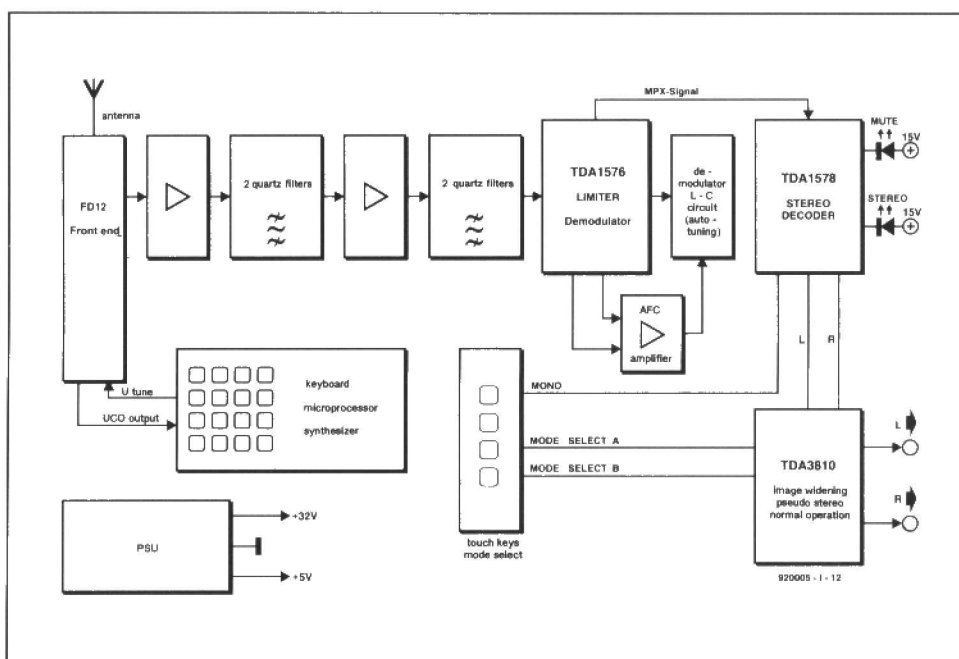 antenna
FD12
Front end
2 quartz filters
2 quartz filters
MPX-Signal
TDA1576
LIMITER
Demodulator
de -
modulator
L - C
circuit
(auto -
tuning)
AFC
amplifier
TDA1578
STEREO
DECODER
MUTE
15V
STEREO
15V
L
R
U tune
UCO output
keyboard
microprocessor
synthesizer
MONO
MODE SELECT A
MODE SELECT B
touch keys
mode select
TDA3810
image widening
pseudo stereo
normal operation
L
R
920005 - I - 12
PSU
+32V
+5V